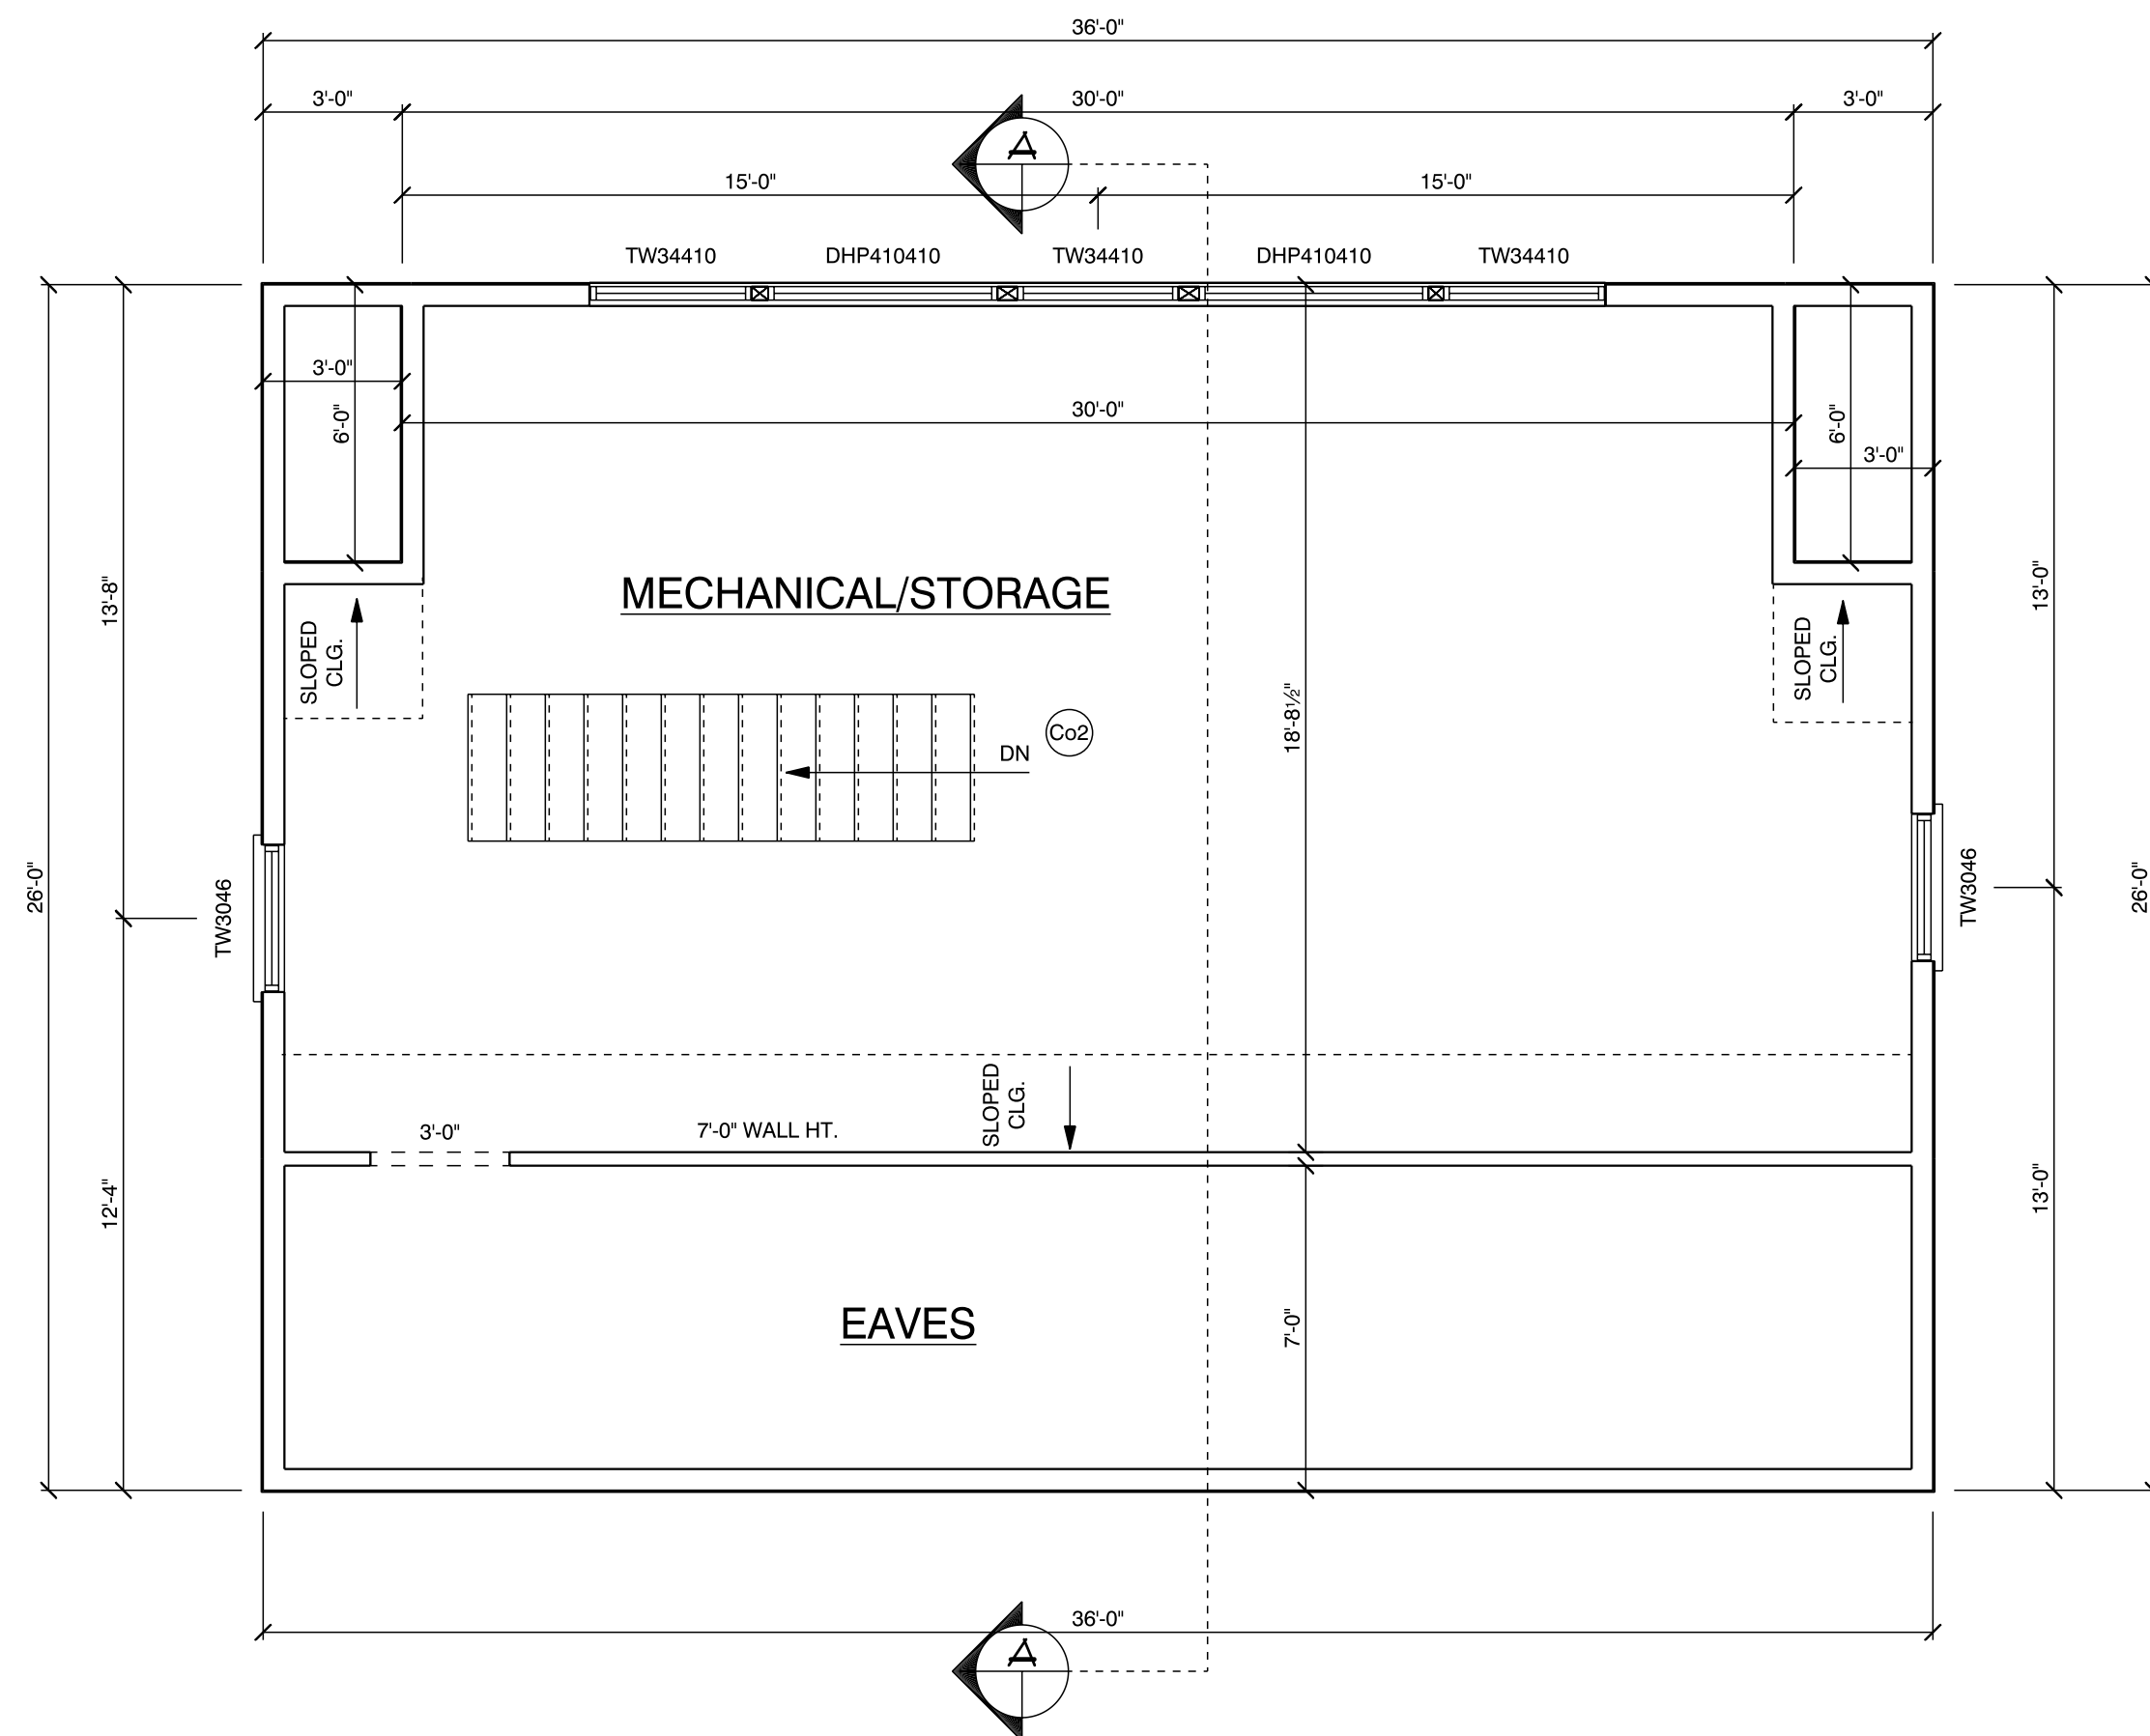 36'-0"
3'-0"
30'-0"
3'-0"
A
15'-0"
15'-0"
TW34410
DHP410410
TW34410
DHP410410
TW34410
3'-0"
6'-0"
30'-0"
6'-0"
3'-0"
13'-8"
MECHANICAL/STORAGE
13'-0"
SLOPED
CLG.
SLOPED
CLG.
18'-8½"
Co2
DN
26'-0"
TW3046
TW3046
26'-0"
SLOPED
CLG.
3'-0"
7'-0" WALL HT.
12'-4"
13'-0"
EAVES
7'-0"
36'-0"
A